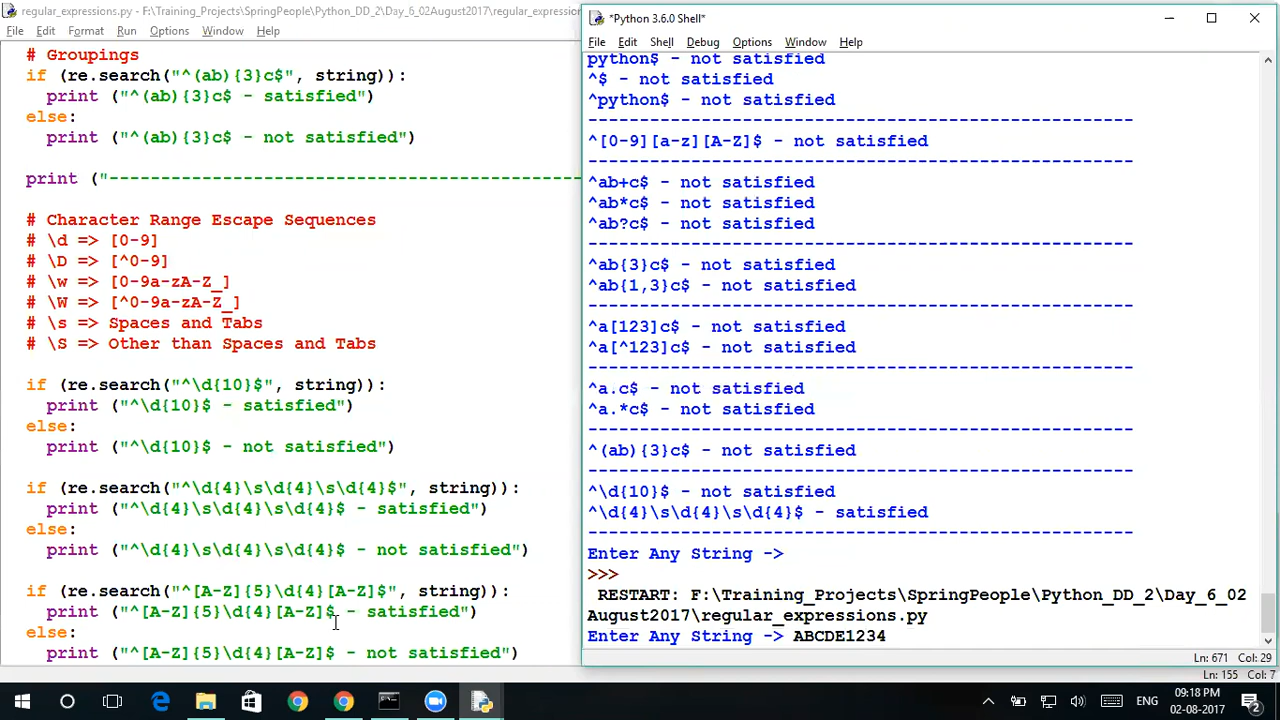 regular_expressions.py - F:\Training_Projects\SpringPeople\Python_DD_2\Day_6_02August2017\regular_expression
File Edit Format Run Options Window Help
# Groupings
if (re.search("^(ab){3}c$", string)):
print ("^(ab){3}c$ - satisfied")
else:
print ("^(ab){3}c$ - not satisfied")
print ("----------------------------------------------
# Character Range Escape Sequences
# \d => [0-9]
# \D => [^0-9]
# \w => [0-9a-zA-Z_]
# \W => [^0-9a-zA-Z_]
# \s => Spaces and Tabs
# \S => Other than Spaces and Tabs
if (re.search("^\d{10}$", string)):
print ("^\d{10}$ - satisfied")
else:
print ("^\d{10}$ - not satisfied")
if (re.search("^\d{4}\s\d{4}\s\d{4}$", string)):
print ("^\d{4}\s\d{4}\s\d{4}$ - satisfied")
else:
print ("^\d{4}\s\d{4}\s\d{4}$ - not satisfied")
if (re.search("^[A-Z]{5}\d{4}[A-Z]$", string)):
print ("^[A-Z]{5}\d{4}[A-Z]$ - satisfied")
else:
print ("^[A-Z]{5}\d{4}[A-Z]$ - not satisfied")
*Python 3.6.0 Shell*
File Edit Shell Debug Options Window Help
python$ - not satisfied
^$ - not satisfied
^python$ - not satisfied
-----------------------------------------------------
^[0-9][a-z][A-Z]$ - not satisfied
-----------------------------------------------------
^ab+c$ - not satisfied
^ab*c$ - not satisfied
^ab?c$ - not satisfied
-----------------------------------------------------
^ab{3}c$ - not satisfied
^ab{1,3}c$ - not satisfied
-----------------------------------------------------
^a[123]c$ - not satisfied
^a[^123]c$ - not satisfied
-----------------------------------------------------
^a.c$ - not satisfied
^a.*c$ - not satisfied
-----------------------------------------------------
^(ab){3}c$ - not satisfied
-----------------------------------------------------
^\d{10}$ - not satisfied
^\d{4}\s\d{4}\s\d{4}$ - satisfied
-----------------------------------------------------
Enter Any String ->
>>>
RESTART: F:\Training_Projects\SpringPeople\Python_DD_2\Day_6_02
August2017\regular_expressions.py
Enter Any String -> ABCDE1234
Ln: 671 Col: 29
Ln: 155 Col: 7
ENG
09:18 PM
02-08-2017
2